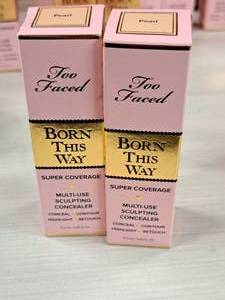 Pearl
Too
Faced
BORN
THIS
WAY
SUPER COVERAGE
MULTI-USE
SCULPTING
CONCEALER
CONCEAL · CONTOUR
HIGHLIGHT · RETOUCH
Pearl
Too
Faced
BORN
THIS
WAY
SUPER COVERAGE
MULTI-USE
SCULPTING
CONCEALER
CONCEAL · CONTOUR
HIGHLIGHT · RETOUCH